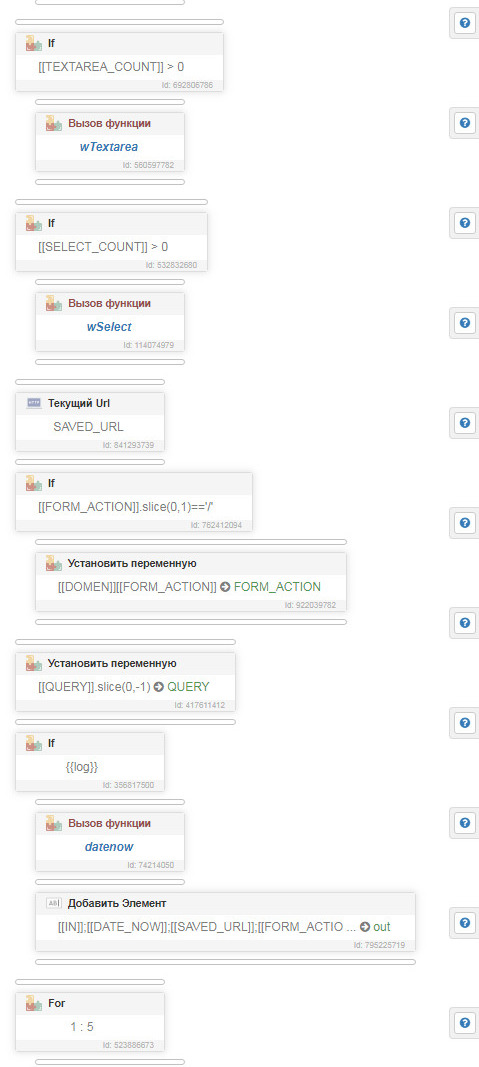 If
[[TEXTAREA_COUNT]] > 0
Id: 692806786
Вызов функции
wTextarea
Id: 560597782
If
[[SELECT_COUNT]] > 0
Id: 532832680
Вызов функции
wSelect
Id: 114074979
Текущий Url
SAVED_URL
Id: 841293739
If
[[FORM_ACTION]].slice(0,1)=='/'
Id: 762412094
Установить переменную
[[DOMEN]][[FORM_ACTION]] FORM_ACTION
Id: 922039782
Установить переменную
[[QUERY]].slice(0,-1) QUERY
Id: 417611412
If
{{log}}
Id: 356817500
Вызов функции
datenow
Id: 74214050
Добавить Элемент
[[IN]];[[DATE_NOW]];[[SAVED_URL]];[[FORM_ACTIO ... out
Id: 795225719
For
1 : 5
Id: 523886673